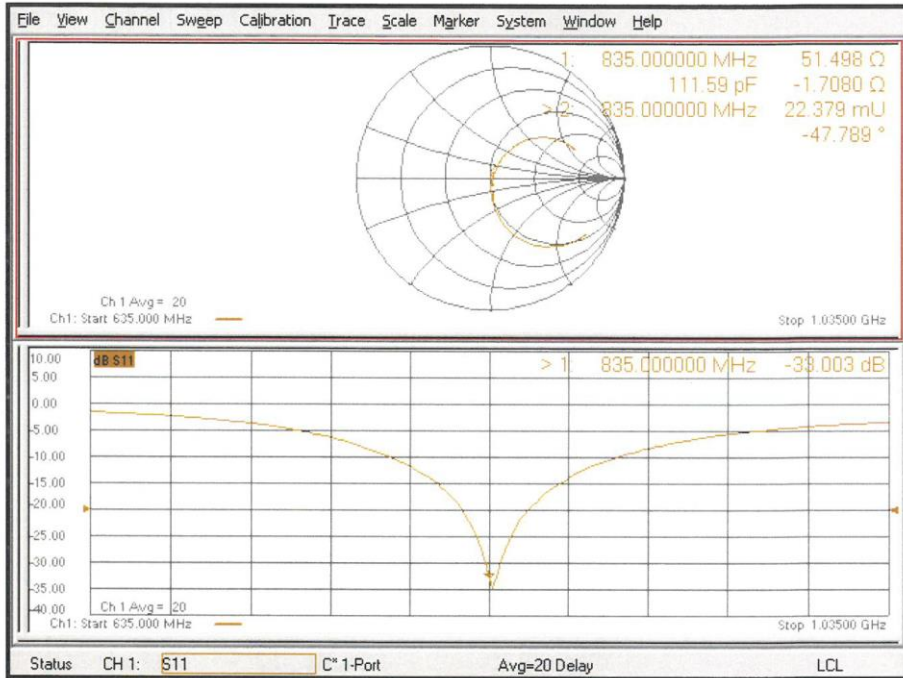 File View Channel Sweep Calibration Trace Scale Marker System Window Help
1: 835.000000 MHz 51.498 Ω
111.59 pF -1.7080 Ω
> 2: 835.000000 MHz 22.379 mU
-47.789 °
Ch 1 Avg = 20
Ch1: Start 635.000 MHz
Stop 1.03500 GHz
10.00
dB S11
> 1: 835.000000 MHz -33.003 dB
5.00
0.00
-5.00
-10.00
-15.00
-20.00
-25.00
-30.00
-35.00
-40.00
Ch 1 Avg = 20
Ch1: Start 635.000 MHz
Stop 1.03500 GHz
Status CH 1: S11 C* 1-Port Avg=20 Delay LCL